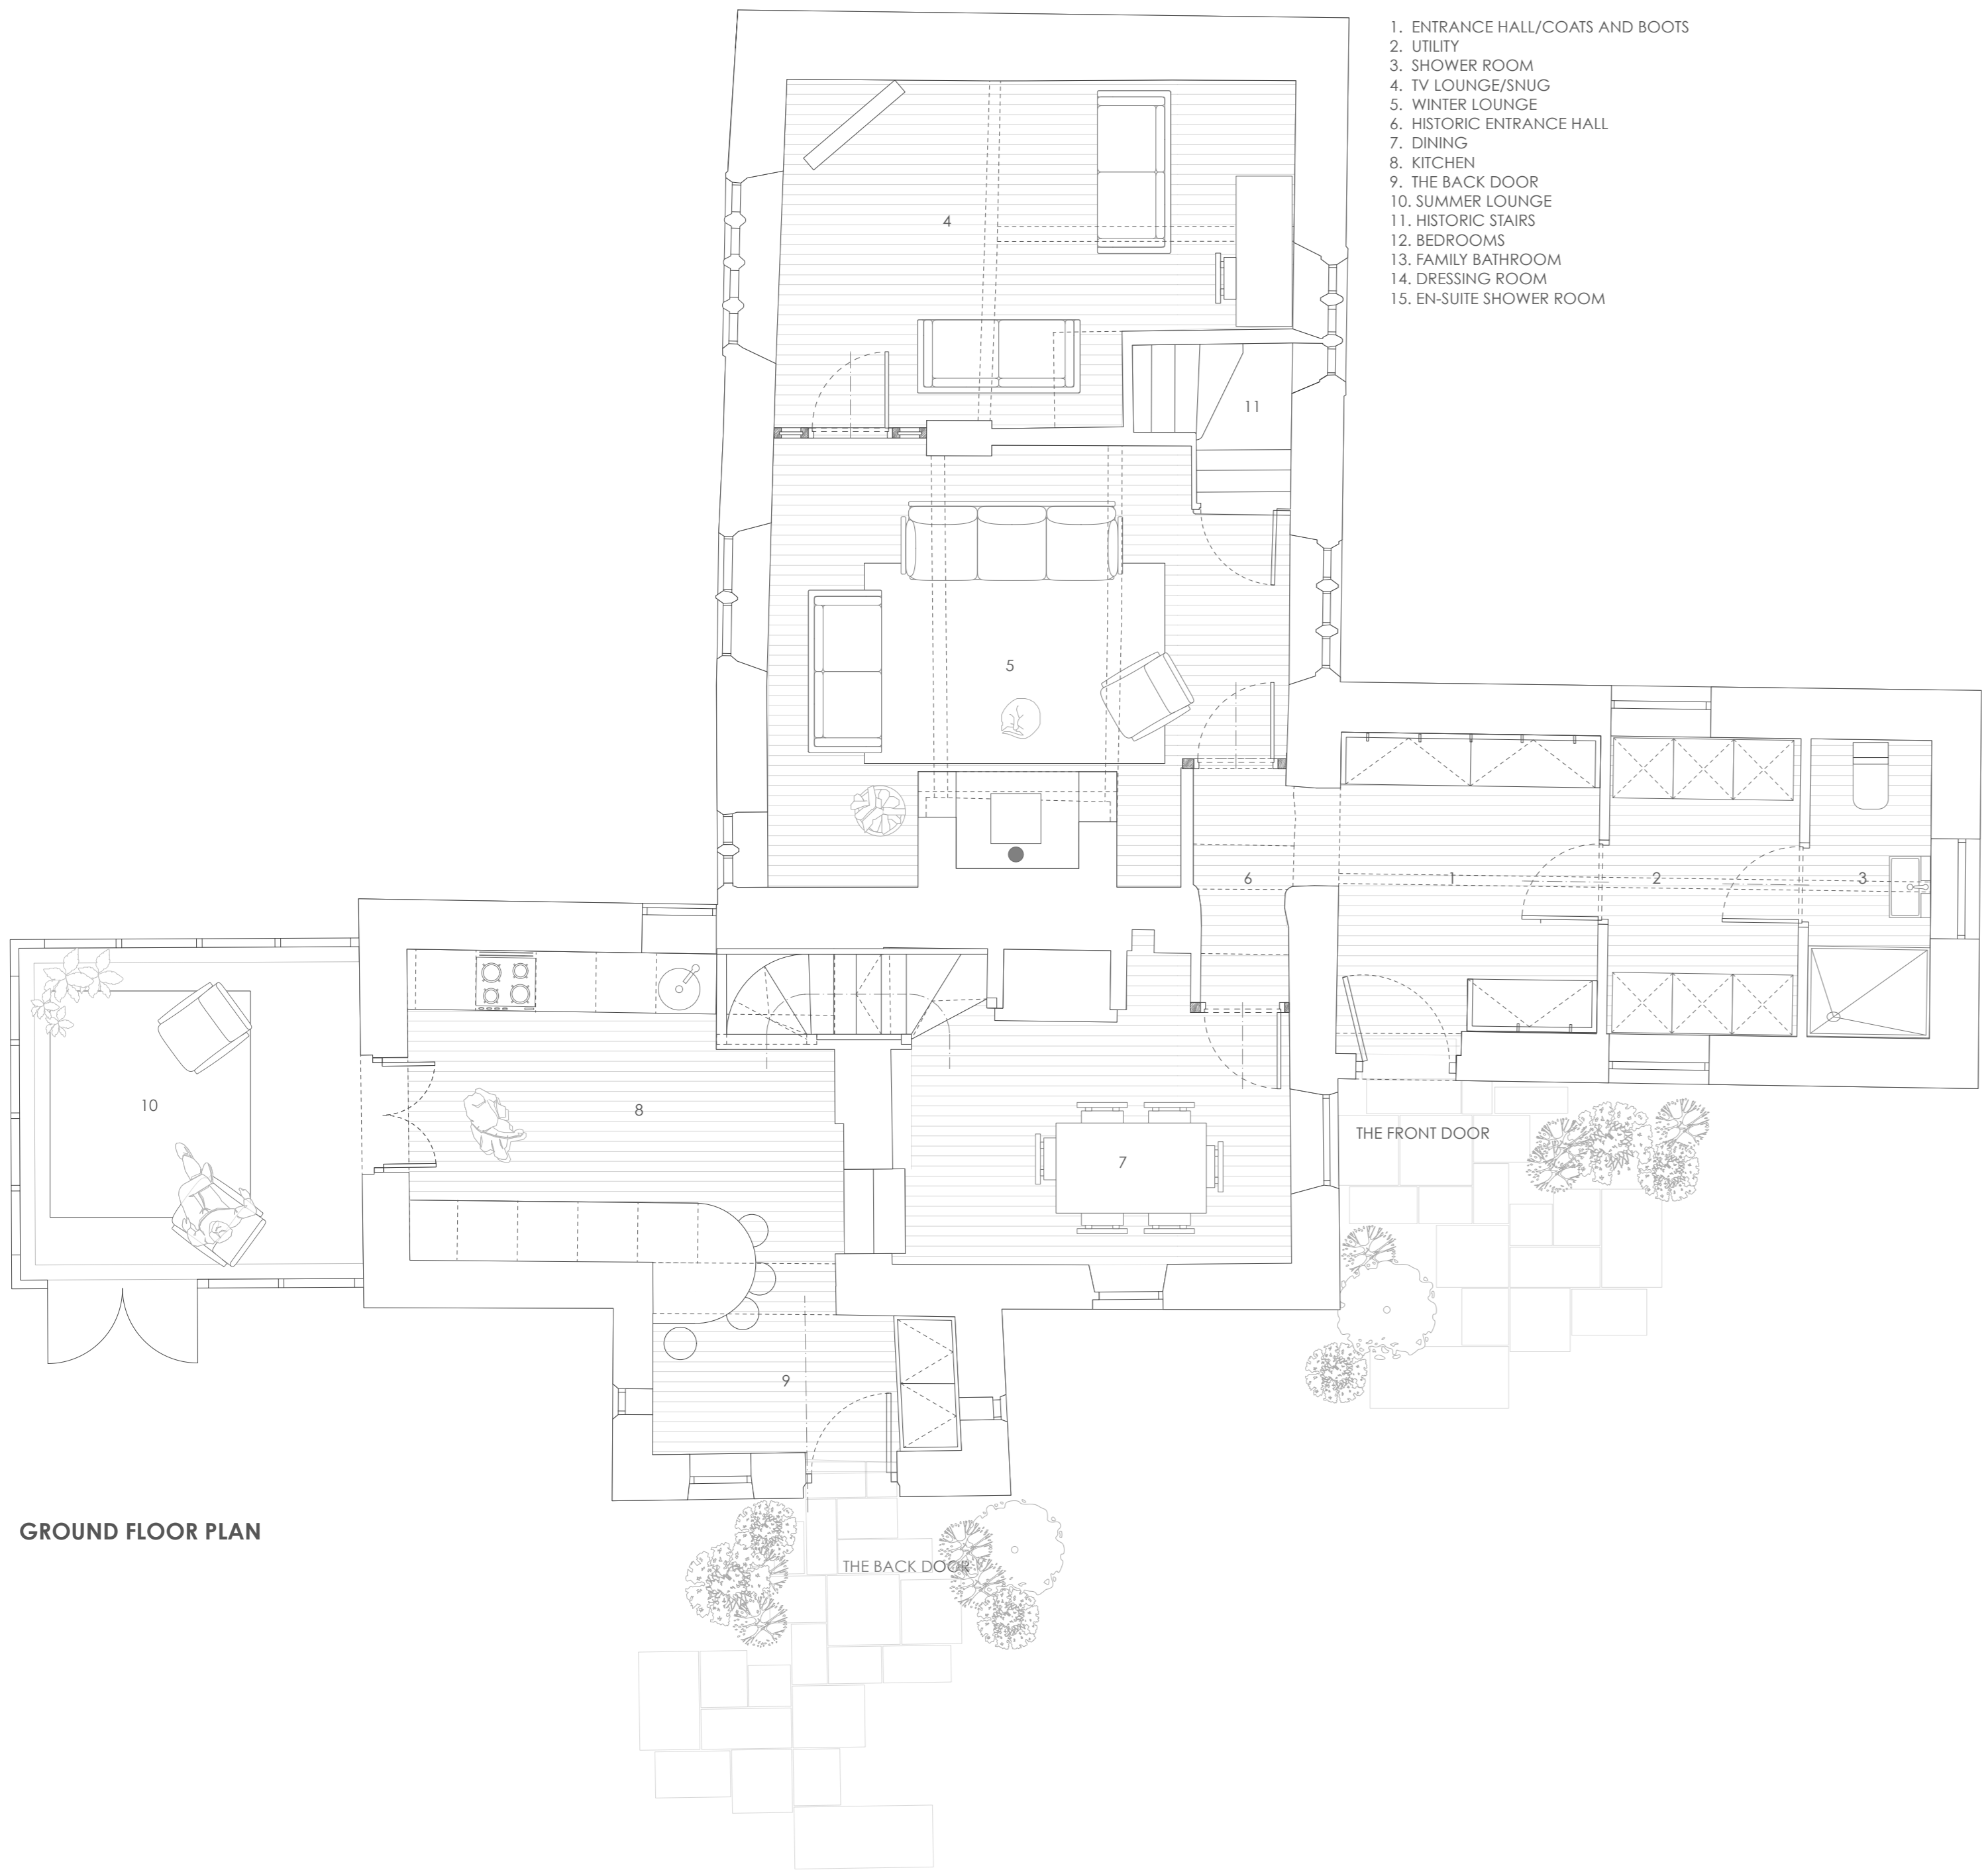 1. ENTRANCE HALL/COATS AND BOOTS
2. UTILITY
3. SHOWER ROOM
4. TV LOUNGE/SNUG
5. WINTER LOUNGE
6. HISTORIC ENTRANCE HALL
7. DINING
8. KITCHEN
9. THE BACK DOOR
10. SUMMER LOUNGE
11. HISTORIC STAIRS
12. BEDROOMS
13. FAMILY BATHROOM
14. DRESSING ROOM
15. EN-SUITE SHOWER ROOM
4
11
5
6
1
2
3
10
8
7
THE FRONT DOOR
9
GROUND FLOOR PLAN
THE BACK DOOR